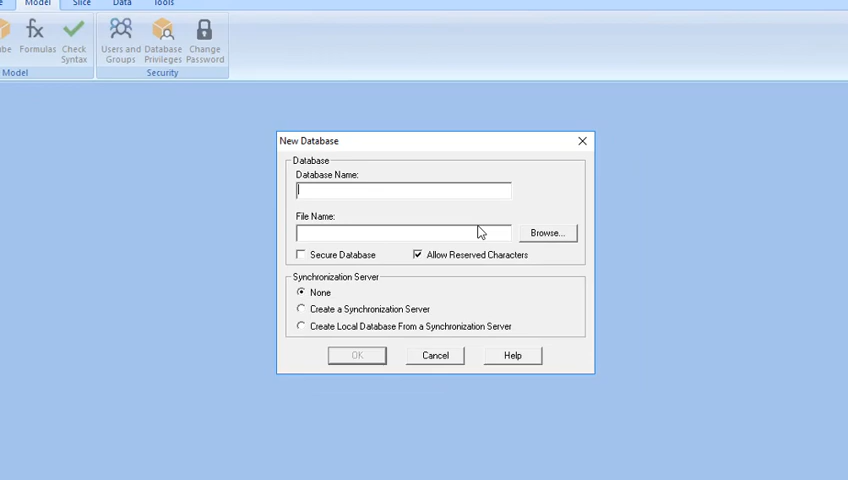 Model Slice Data Tools
Formulas Check Syntax Users and Groups Database Privileges Change Password
Model Security
New Database
Database
Database Name:
File Name:
Browse...
Secure Database Allow Reserved Characters
Synchronization Server
None
Create a Synchronization Server
Create Local Database From a Synchronization Server
OK Cancel Help